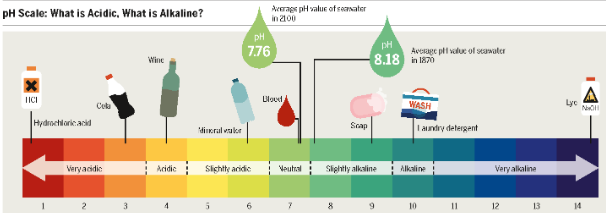 pH Scale: What is Acidic, What is Alkaline?
Average pH value of seawater
in 2100
pH
7.76
pH
8.18
Average pH value of seawater
in 1870
Wine
HCl
Cola
Hydrochloric acid
Mineral water
Blood
Soap
WASH
Laundry detergent
Lye
NaOH
Very acidic
Acidic
Slightly acidic
Neutral
Slightly alkaline
Alkaline
Very alkaline
1 2 3 4 5 6 7 8 9 10 11 12 13 14